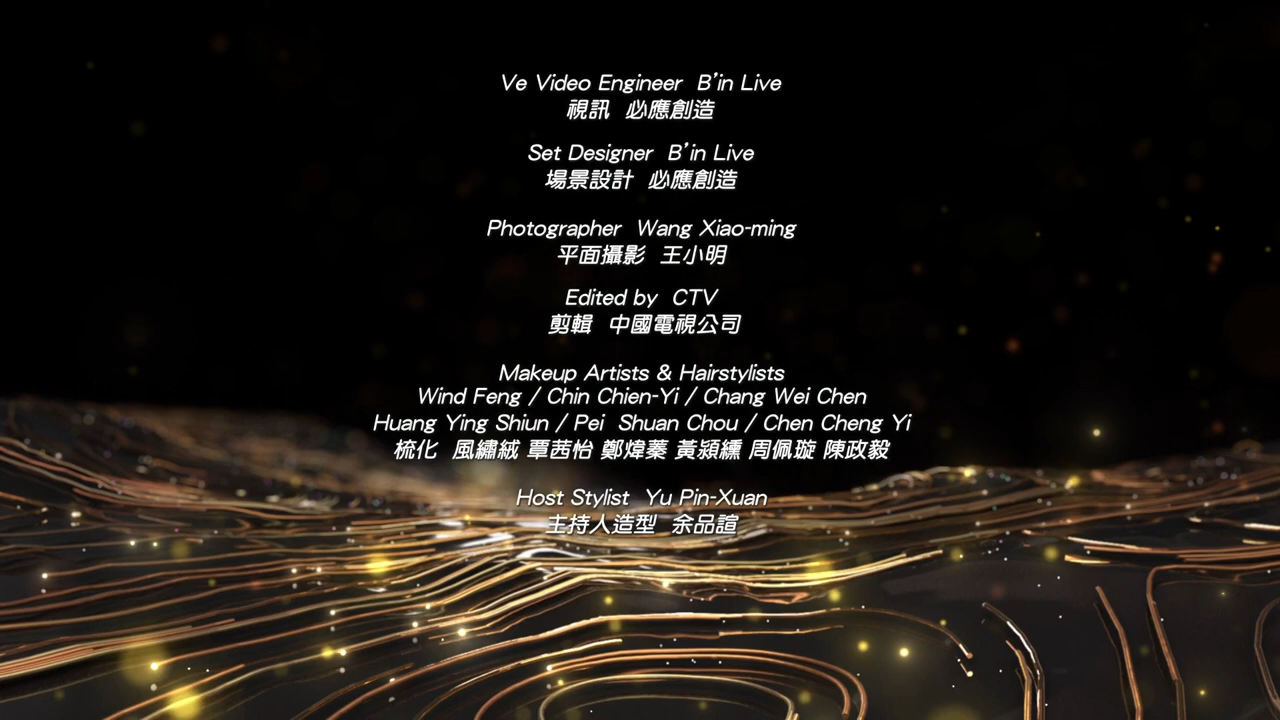 Ve Video Engineer B'in Live
視訊 必應創造
Set Designer B'in Live
場景設計 必應創造
Photographer Wang Xiao-ming
平面攝影 王小明
Edited by CTV
剪輯 中國電視公司
Makeup Artists & Hairstylists
Wind Feng / Chin Chien-Yi / Chang Wei Chen
Huang Ying Shiun / Pei Shuan Chou / Chen Cheng Yi
梳化 風繡絨 覃茜怡 鄭煒蓁 黃潁纁 周佩璇 陳政毅
Host Stylist Yu Pin-Xuan
主持人造型 余品諠